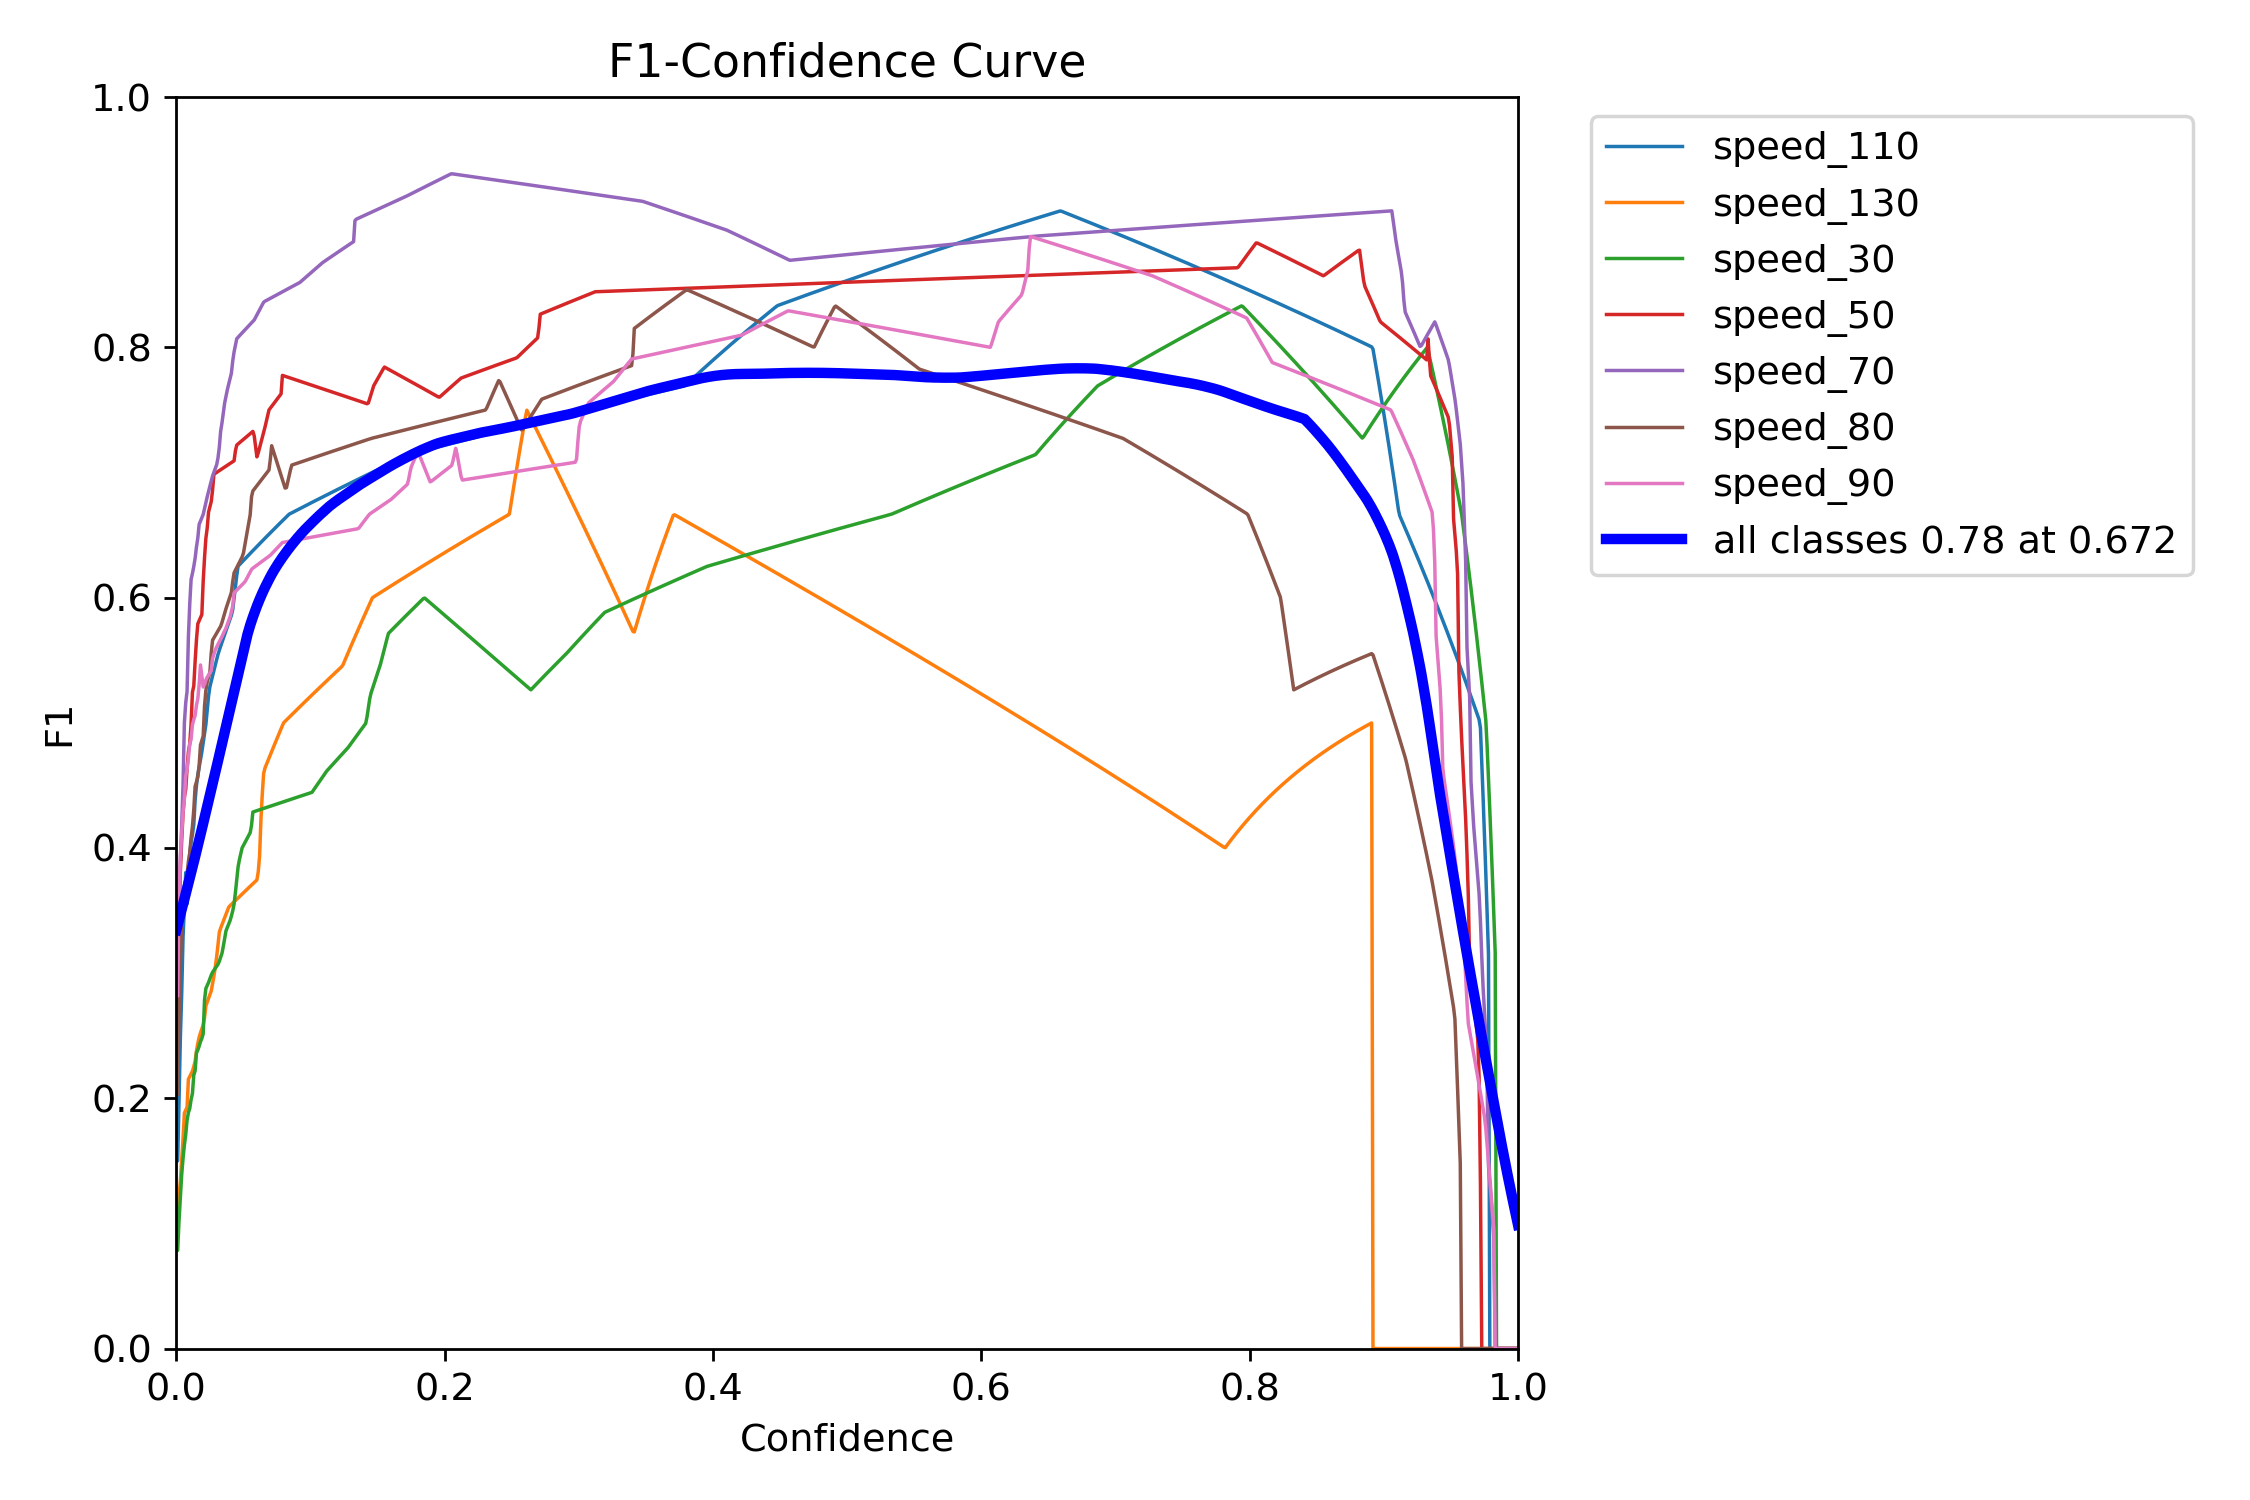 F1-Confidence Curve
1.0
0.8
0.6
0.4
0.2
0.0
F1
0.0 0.2 0.4 0.6 0.8 1.0
Confidence
speed_110
speed_130
speed_30
speed_50
speed_70
speed_80
speed_90
all classes 0.78 at 0.672